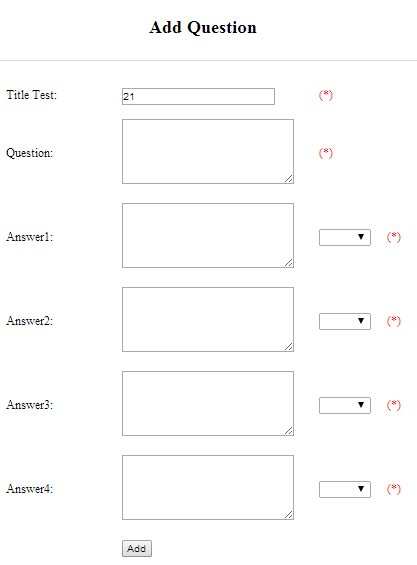 Add Question
Title Test: 21 (*)
Question: (*)
Answer1: (*)
Answer2: (*)
Answer3: (*)
Answer4: (*)
Add